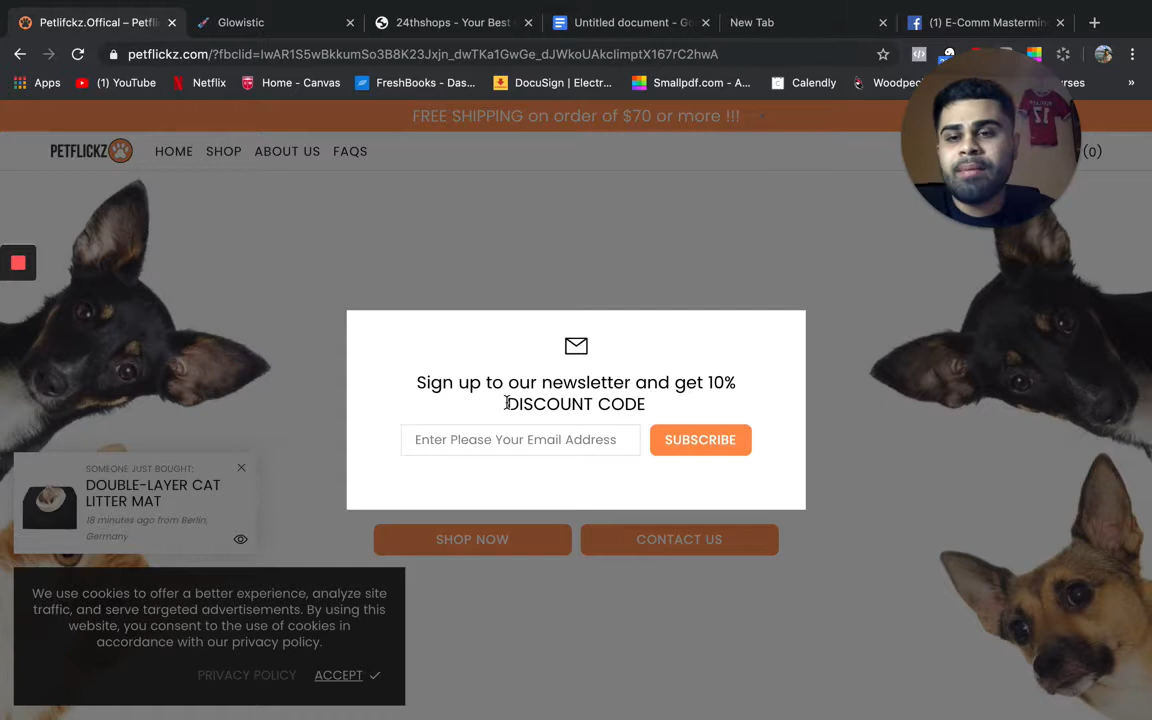 Petlifckz.Offical – Petfli
Glowistic
24thshops - Your Best
Untitled document - Go
New Tab
(1) E-Comm Mastermin
petflickz.com/?fbclid=IwAR1S5wBkkumSo3B8K23Jxjn_dwTKa1GwGe_dJWkoUAkclimptX167rC2hwA
Apps
(1) YouTube
Netflix
Home - Canvas
FreshBooks - Das...
DocuSign | Electr...
Smallpdf.com - A...
Calendly
Woodpec
rses
»
FREE SHIPPING on order of $70 or more !!!
PETFLICKZ
HOME
SHOP
ABOUT US
FAQS
(0)
Sign up to our newsletter and get 10%
DISCOUNT CODE
Enter Please Your Email Address
SUBSCRIBE
SOMEONE JUST BOUGHT:
DOUBLE-LAYER CAT
LITTER MAT
18 minutes ago from Berlin,
Germany
SHOP NOW
CONTACT US
We use cookies to offer a better experience, analyze site
traffic, and serve targeted advertisements. By using this
website, you consent to the use of cookies in
accordance with our privacy policy.
PRIVACY POLICY
ACCEPT